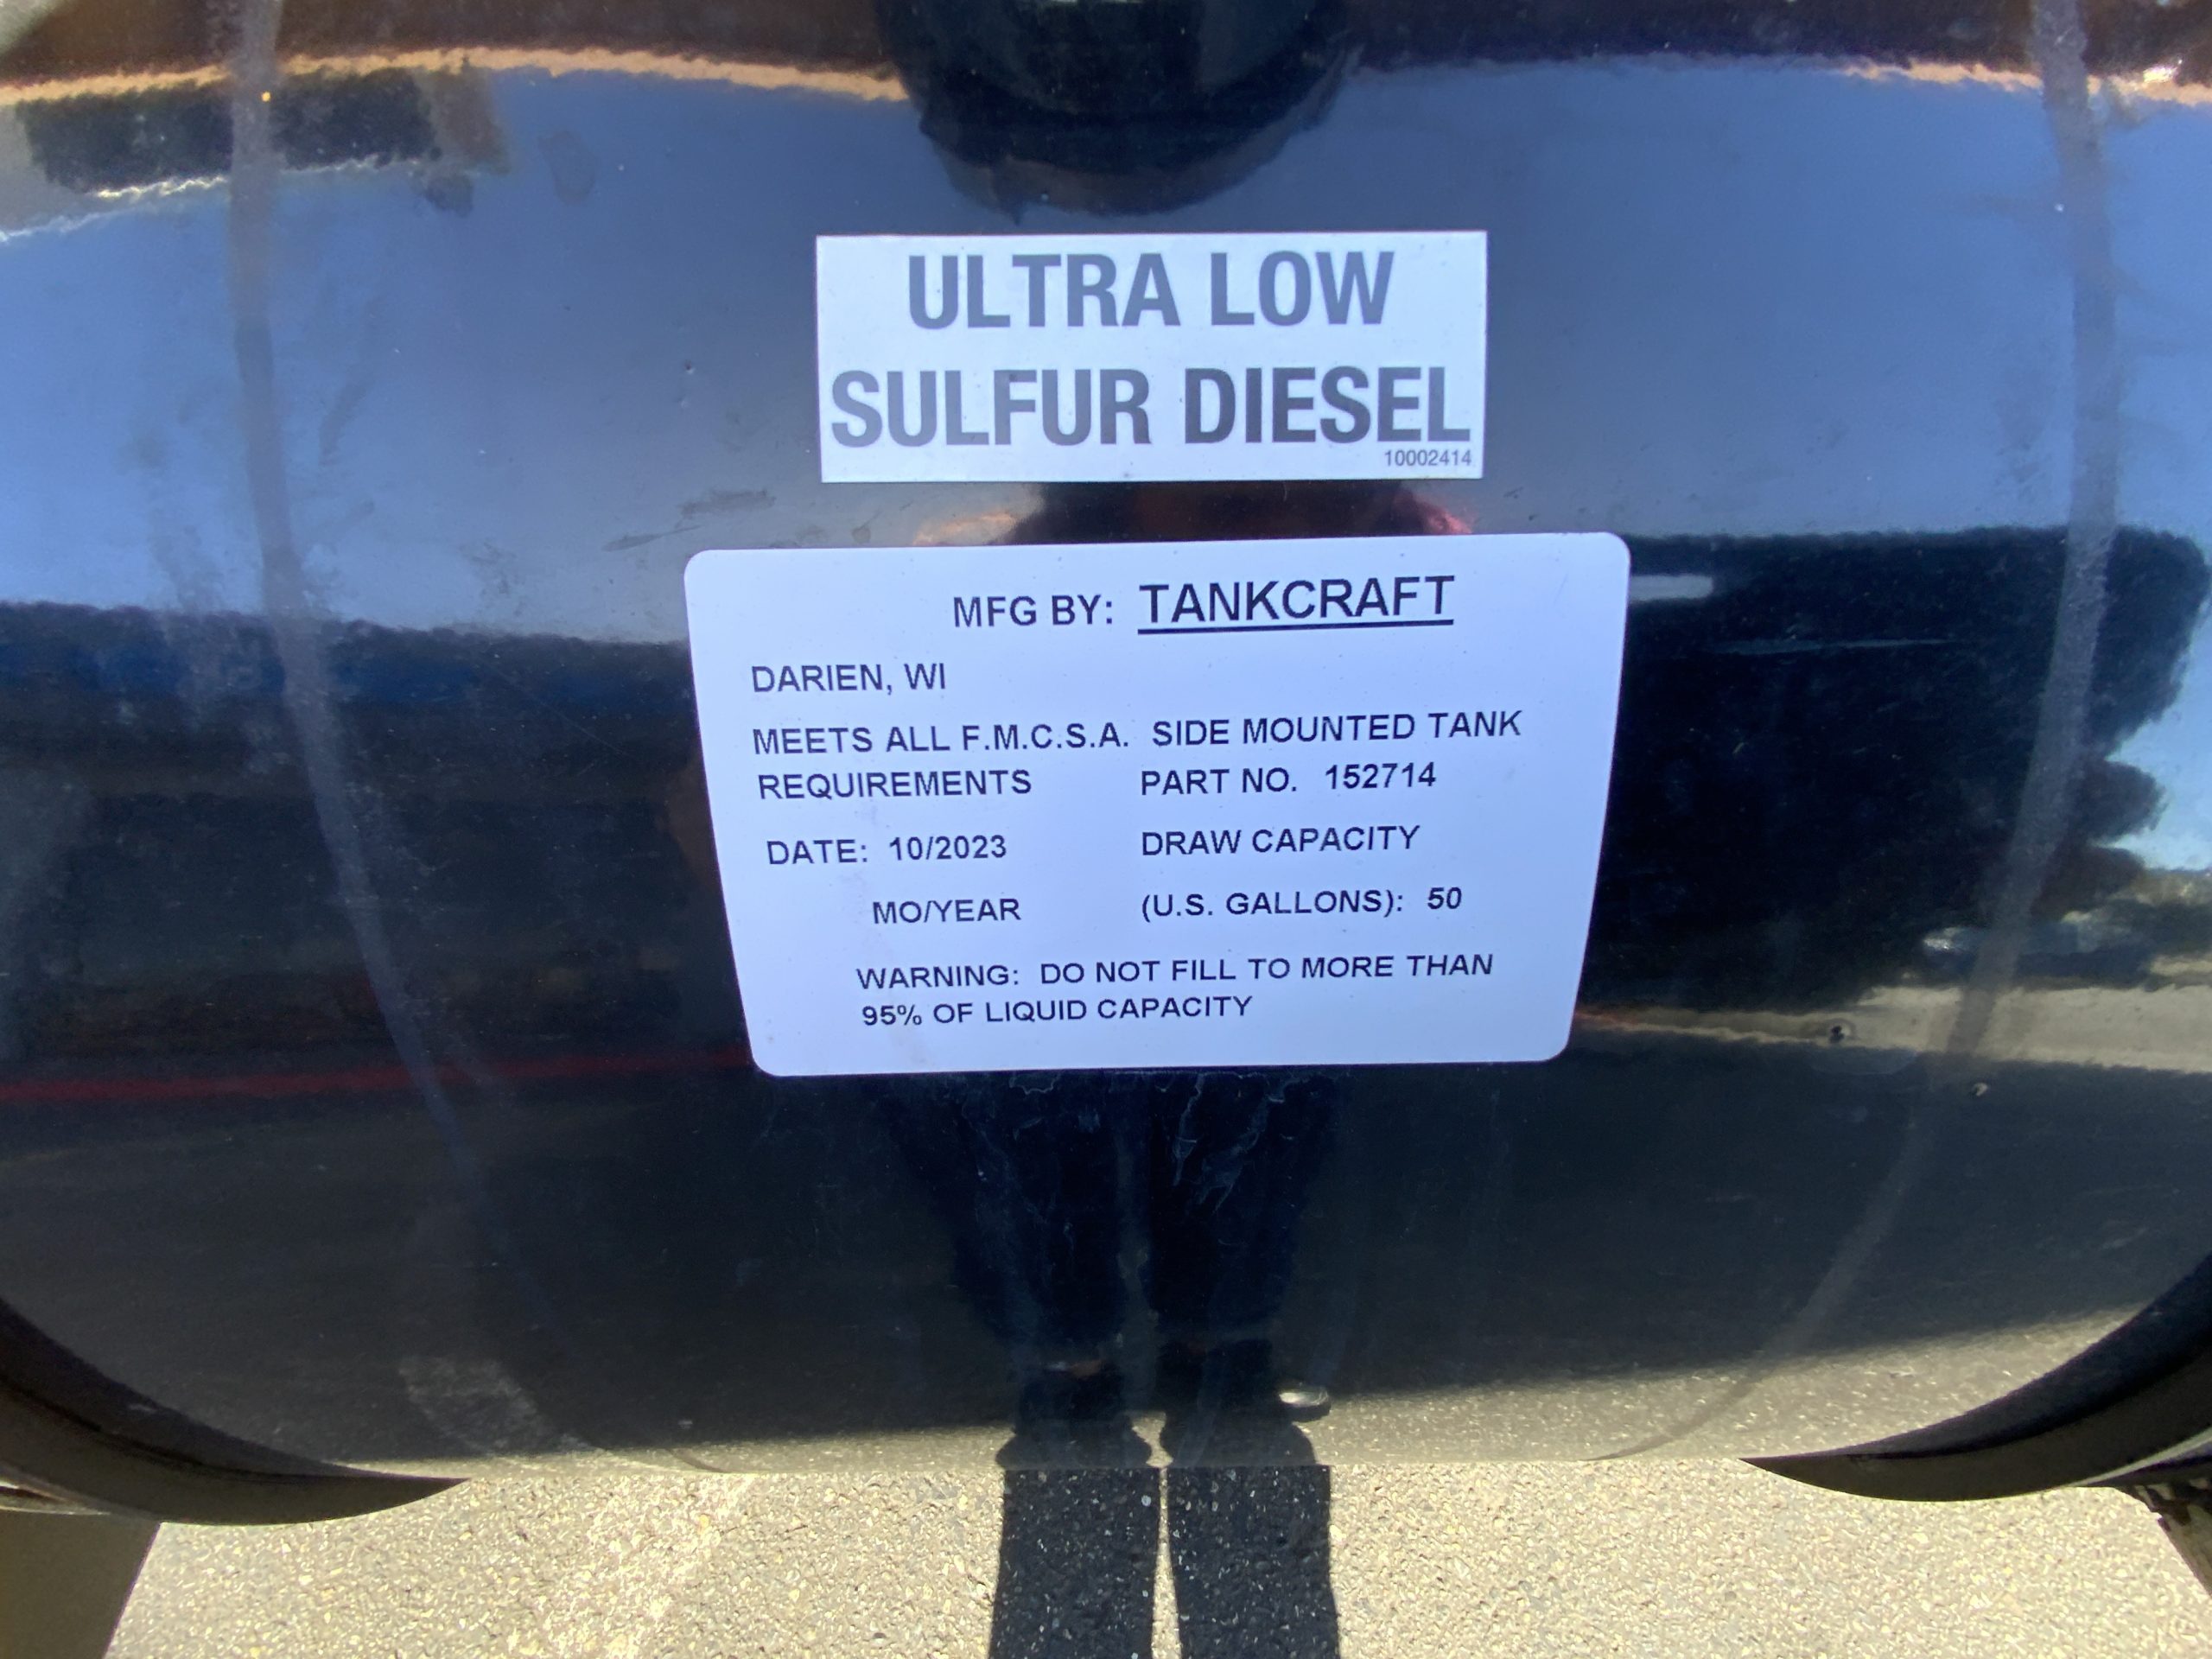 ULTRA LOW
SULFUR DIESEL
10002414
MFG BY: TANKCRAFT
DARIEN, WI
MEETS ALL F.M.C.S.A. SIDE MOUNTED TANK
REQUIREMENTS PART NO. 152714
DATE: 10/2023 DRAW CAPACITY
MO/YEAR (U.S. GALLONS): 50
WARNING: DO NOT FILL TO MORE THAN
95% OF LIQUID CAPACITY